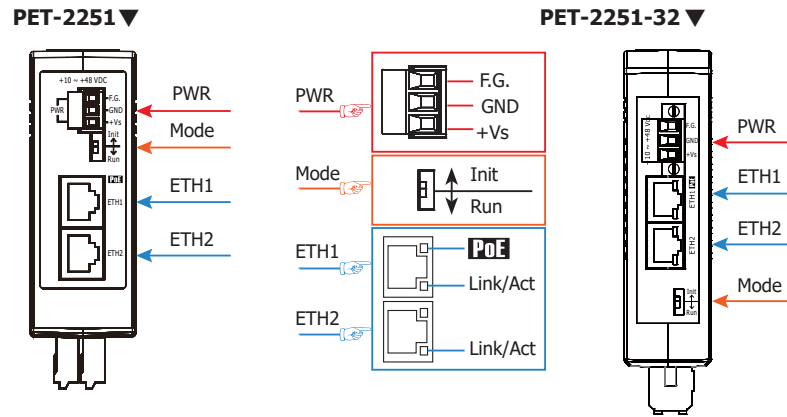 PET-2251▼
PET-2251-32 ▼
+10 ~ +48 VDC
PWR
F.G.
GND
+Vs
Init
Run
PoE
ETH1
ETH2
PWR
Mode
ETH1
ETH2
PWR
F.G.
GND
+Vs
Mode
Init
Run
ETH1
PoE
Link/Act
ETH2
Link/Act
+10 ~ +48 VDC
F.G.
GND
+Vs
ETH1 PoE
ETH2
Init
Run
PWR
ETH1
ETH2
Mode